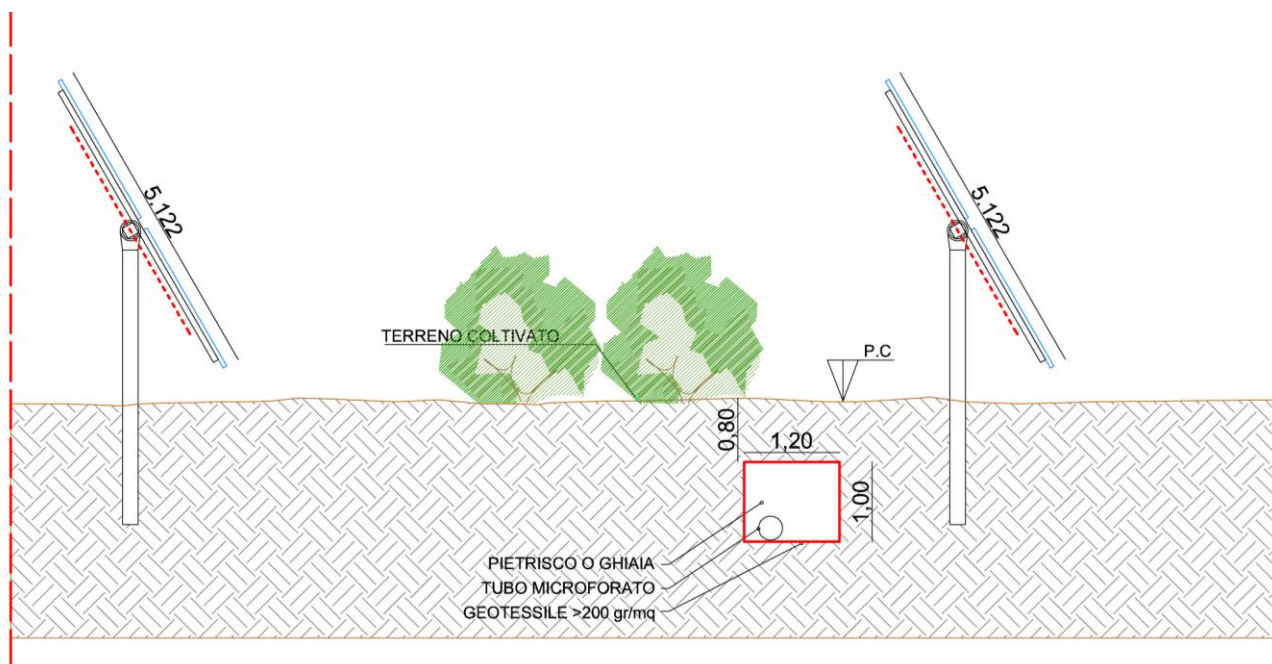 5.122
5.122
TERRENO COLTIVATO
P.C
0,80
1,20
1,00
PIETRISCO O GHIAIA
TUBO MICROFORATO
GEOTESSILE >200 gr/mq